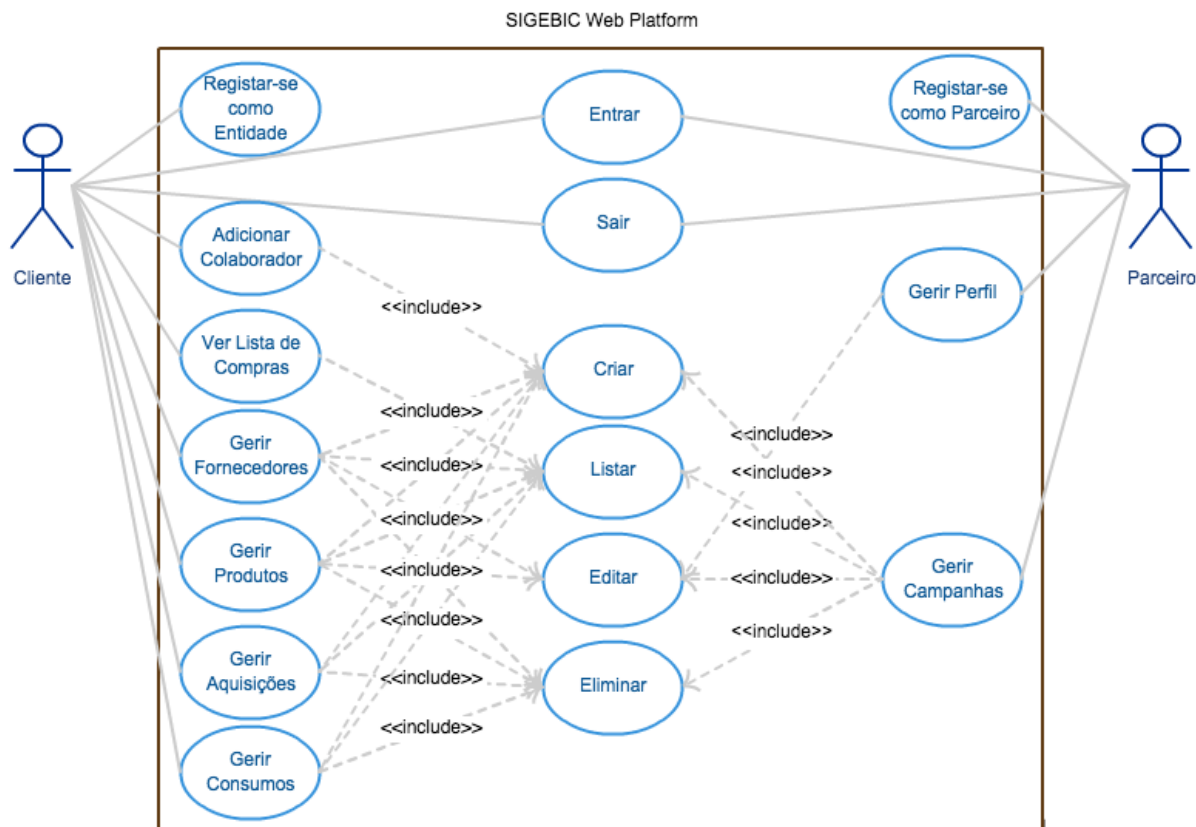 SIGEBIC Web Platform
Registar-se
como
Entidade
Entrar
Registar-se
como Parceiro
Sair
Adicionar
Colaborador
Cliente
Parceiro
Gerir Perfil
<<include>>
Ver Lista de
Compras
Criar
<<include>>
<<include>>
Gerir
Fornecedores
<<include>>
Listar
<<include>>
<<include>>
<<include>>
Gerir
Produtos
<<include>>
Editar
<<include>>
Gerir
Campanhas
<<include>>
<<include>>
Gerir
Aquisições
<<include>>
Eliminar
<<include>>
Gerir
Consumos